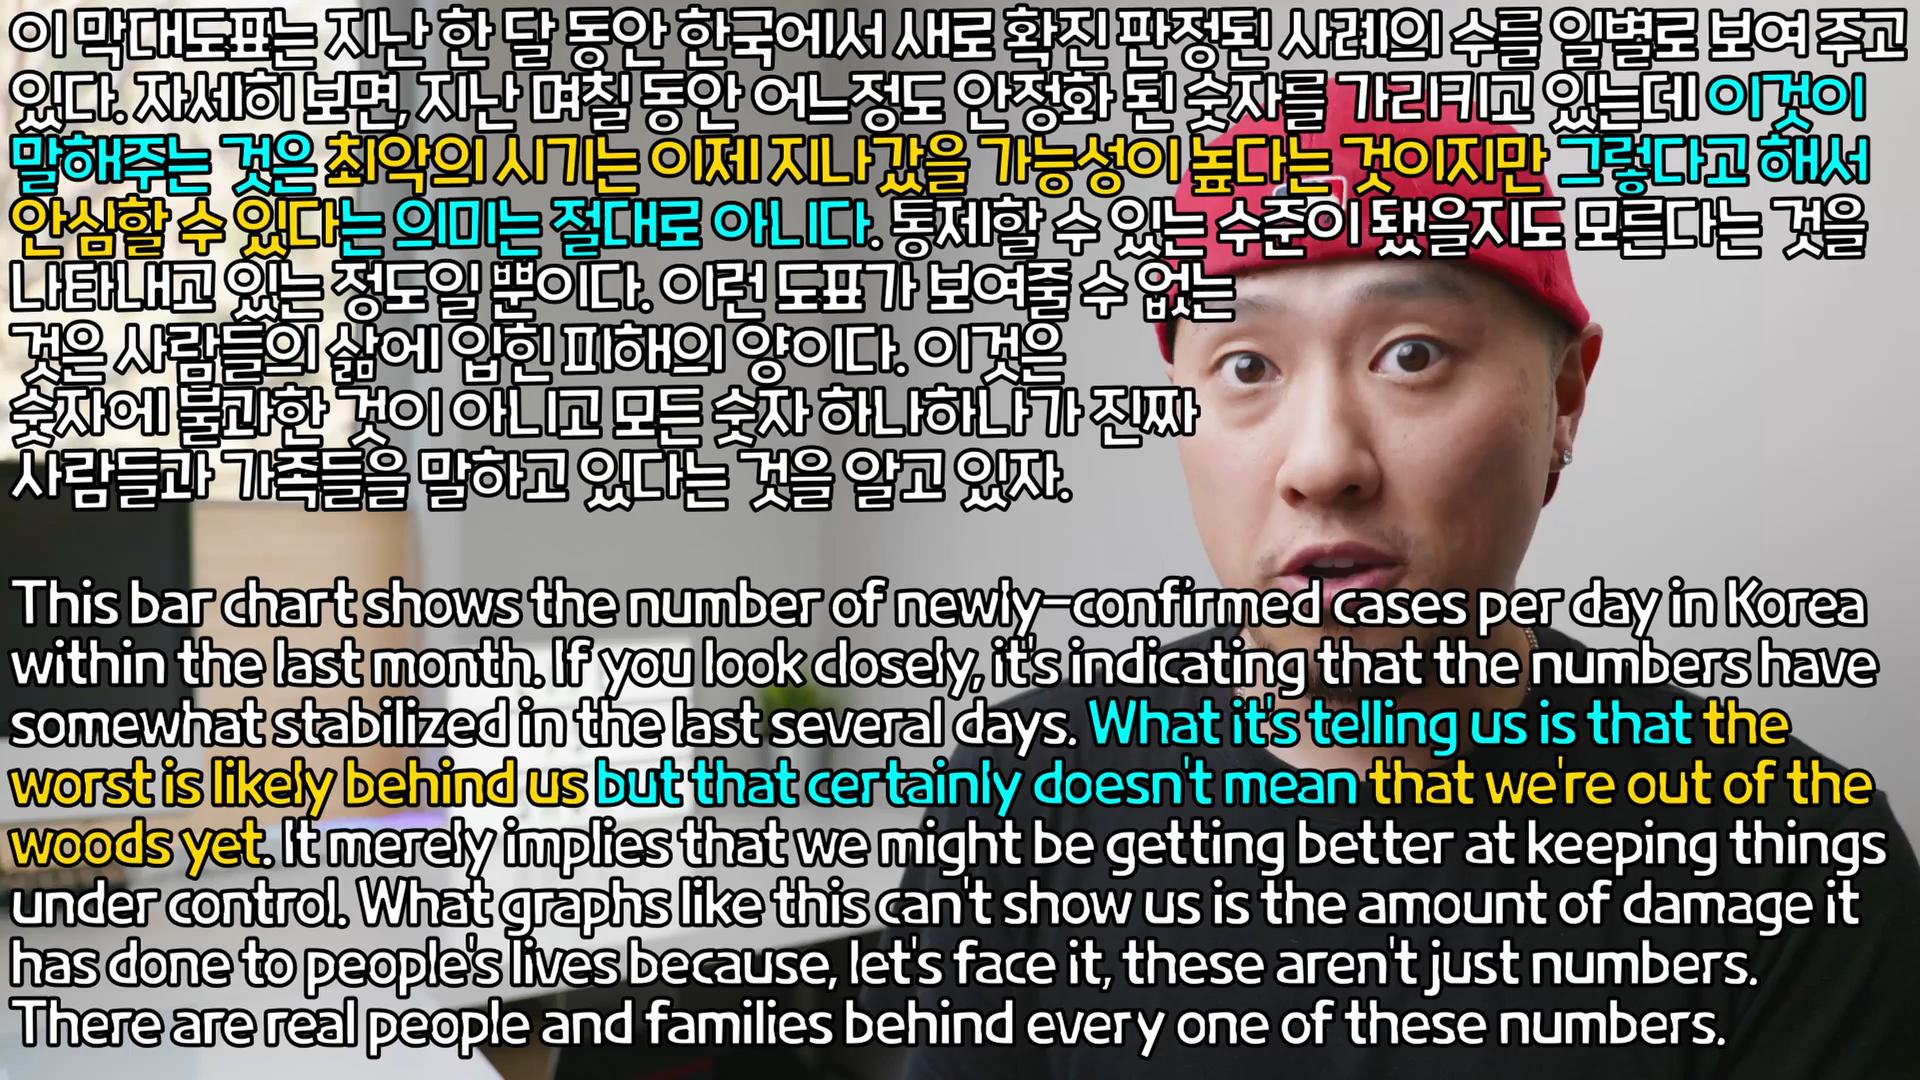 이 막대도표는 지난 한 달 동안 한국에서 새로 확진 판정된 사례의 수를 일별로 보여 주고
있다. 자세히 보면, 지난 며칠 동안 어느정도 안정화 된 숫자를 가리키고 있는데 이것이
말해주는 것은 최악의 시기는 이제 지나갔을 가능성이 높다는 것이지만 그렇다고 해서
안심할 수 있다는 의미는 절대로 아니다. 통제할 수 있는 수준이 됐을지도 모른다는 것을
나타내고 있는 정도일 뿐이다. 이런 도표가 보여줄 수 없는
것은 사람들의 삶에 입힌 피해의 양이다. 이것은
숫자에 불과한 것이 아니고 모든 숫자 하나하나가 진짜
사람들과 가족들을 말하고 있다는 것을 알고 있자.
This bar chart shows the number of newly-confirmed cases per day in Korea
within the last month. If you look closely, it's indicating that the numbers have
somewhat stabilized in the last several days. What it's telling us is that the
worst is likely behind us but that certainly doesn't mean that we're out of the
woods yet. It merely implies that we might be getting better at keeping things
under control. What graphs like this can't show us is the amount of damage it
has done to people's lives because, let's face it, these aren't just numbers.
There are real people and families behind every one of these numbers.